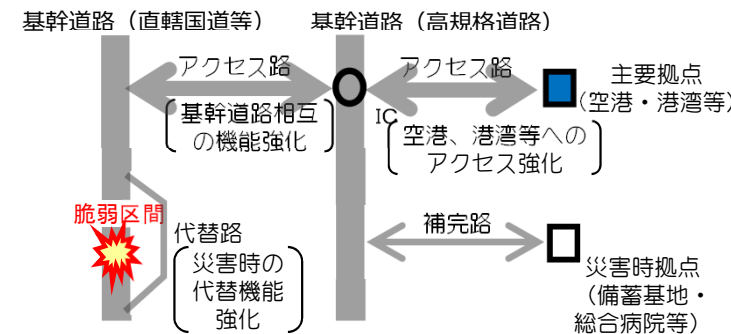 基幹道路（直轄国道等）
基幹道路（高規格道路）
アクセス路
アクセス路
主要拠点
（空港・港湾等）
基幹道路相互
の機能強化
IC
空港、港湾等への
アクセス強化
脆弱区間
代替路
災害時の
代替機能
強化
補完路
災害時拠点
（備蓄基地・
総合病院等）